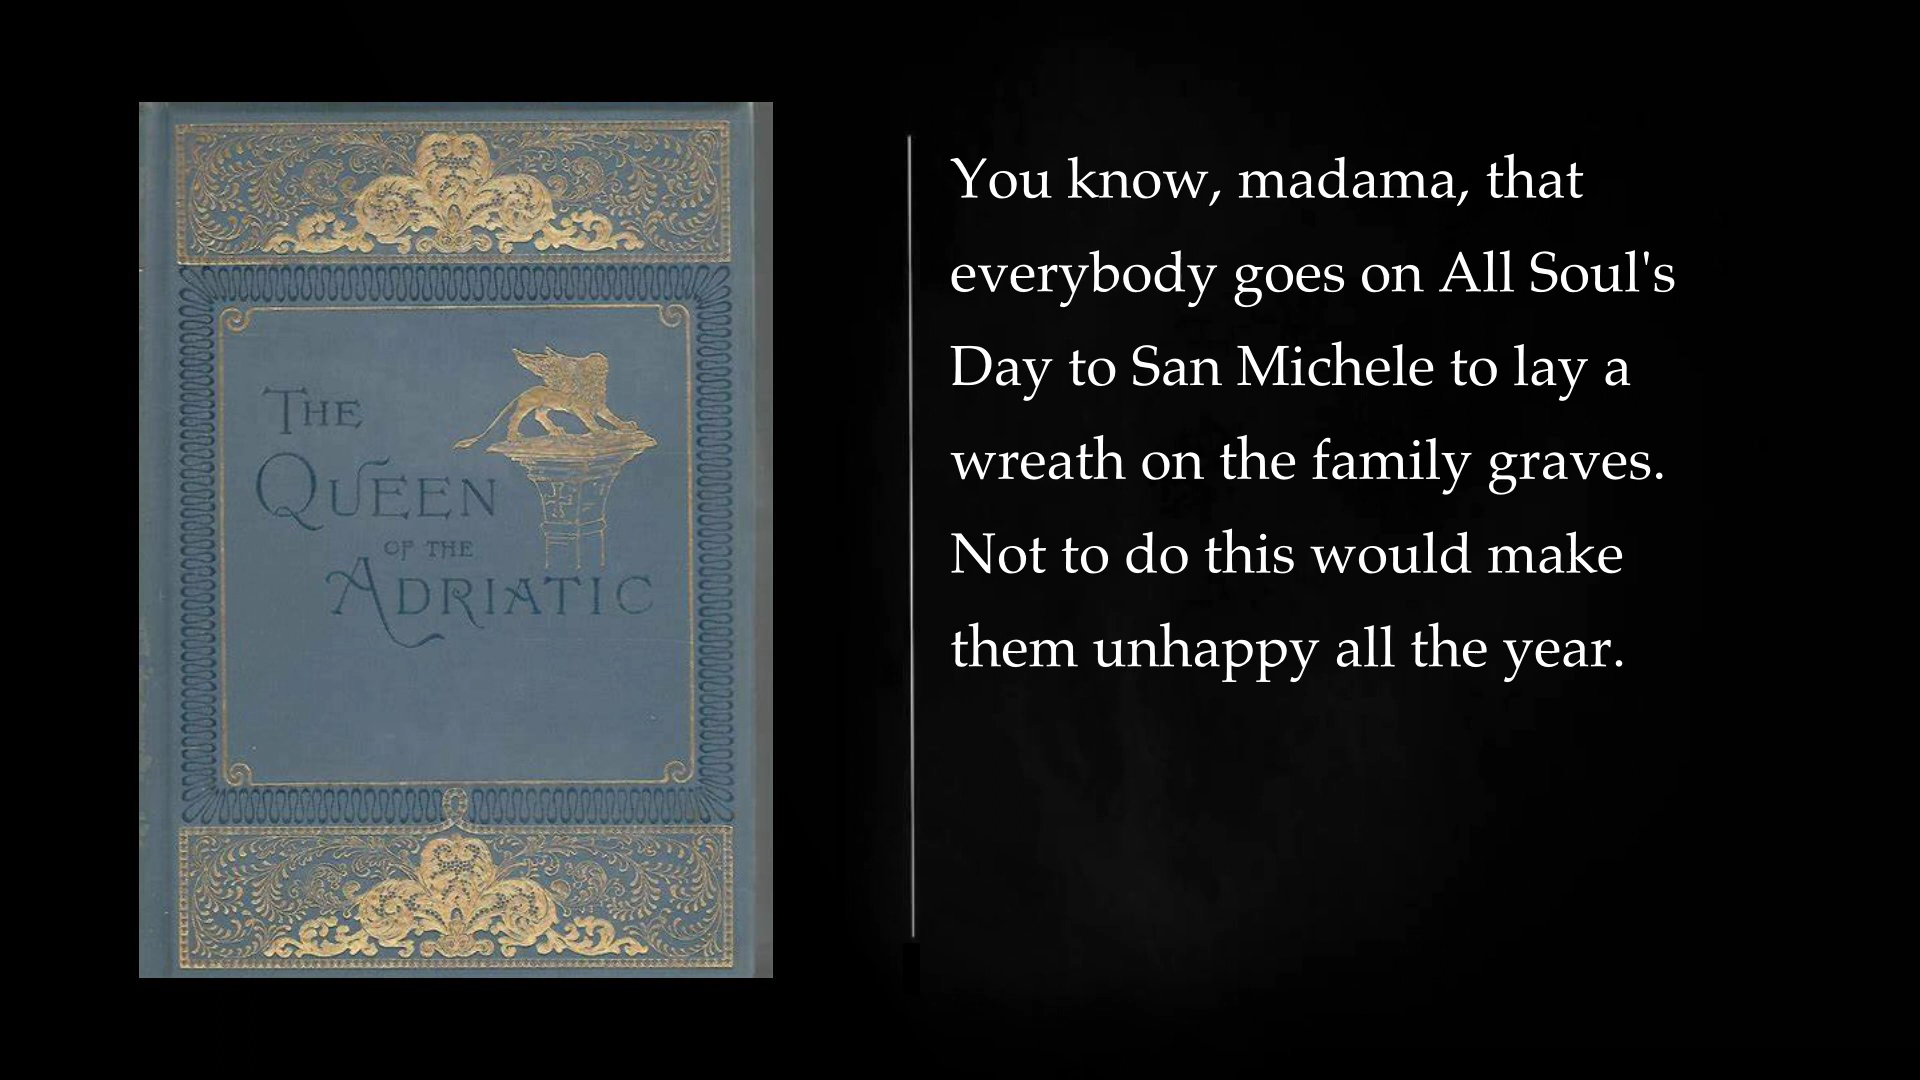 THE
QUEEN
OF THE
ADRIATIC
You know, madama, that
everybody goes on All Soul's
Day to San Michele to lay a
wreath on the family graves.
Not to do this would make
them unhappy all the year.